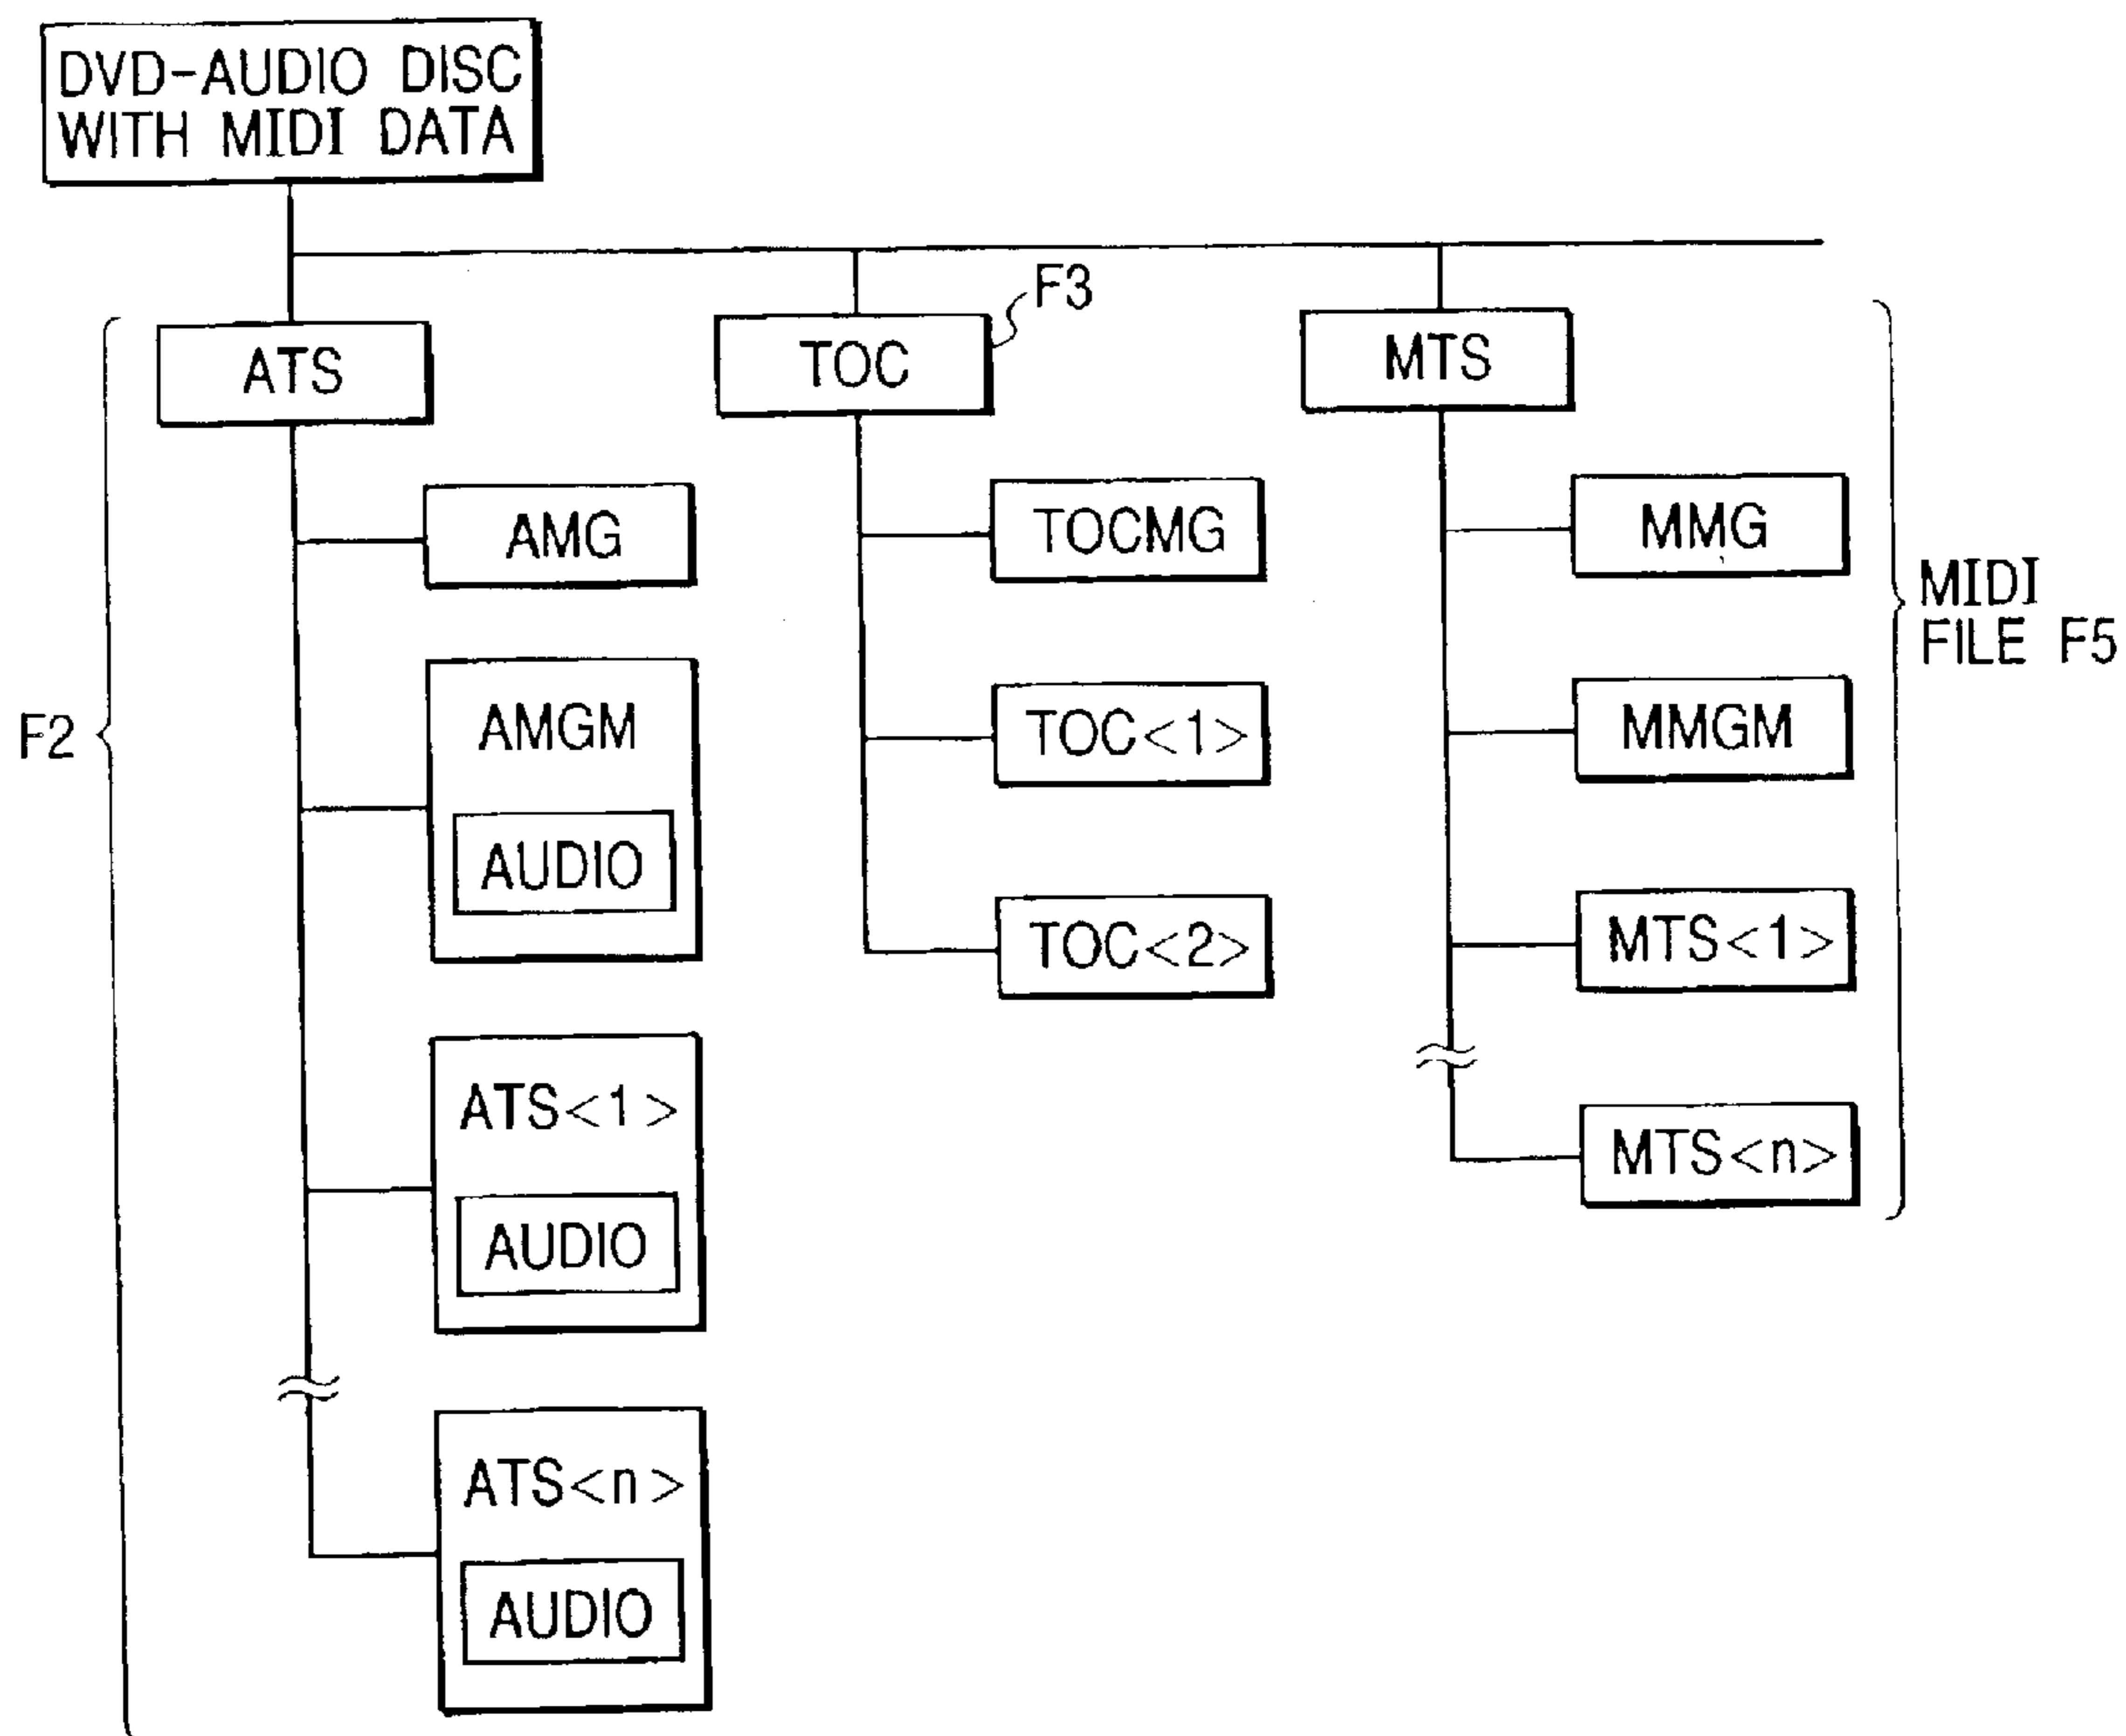 DVD-AUDIO DISC
WITH MIDI DATA
F3
ATS
TOC
MTS
AMG
TOCMG
MMG
MIDI
FILE F5
F2
AMGM
AUDIO
TOC<1>
MMGM
TOC<2>
MTS<1>
ATS<1>
AUDIO
MTS<n>
ATS<n>
AUDIO